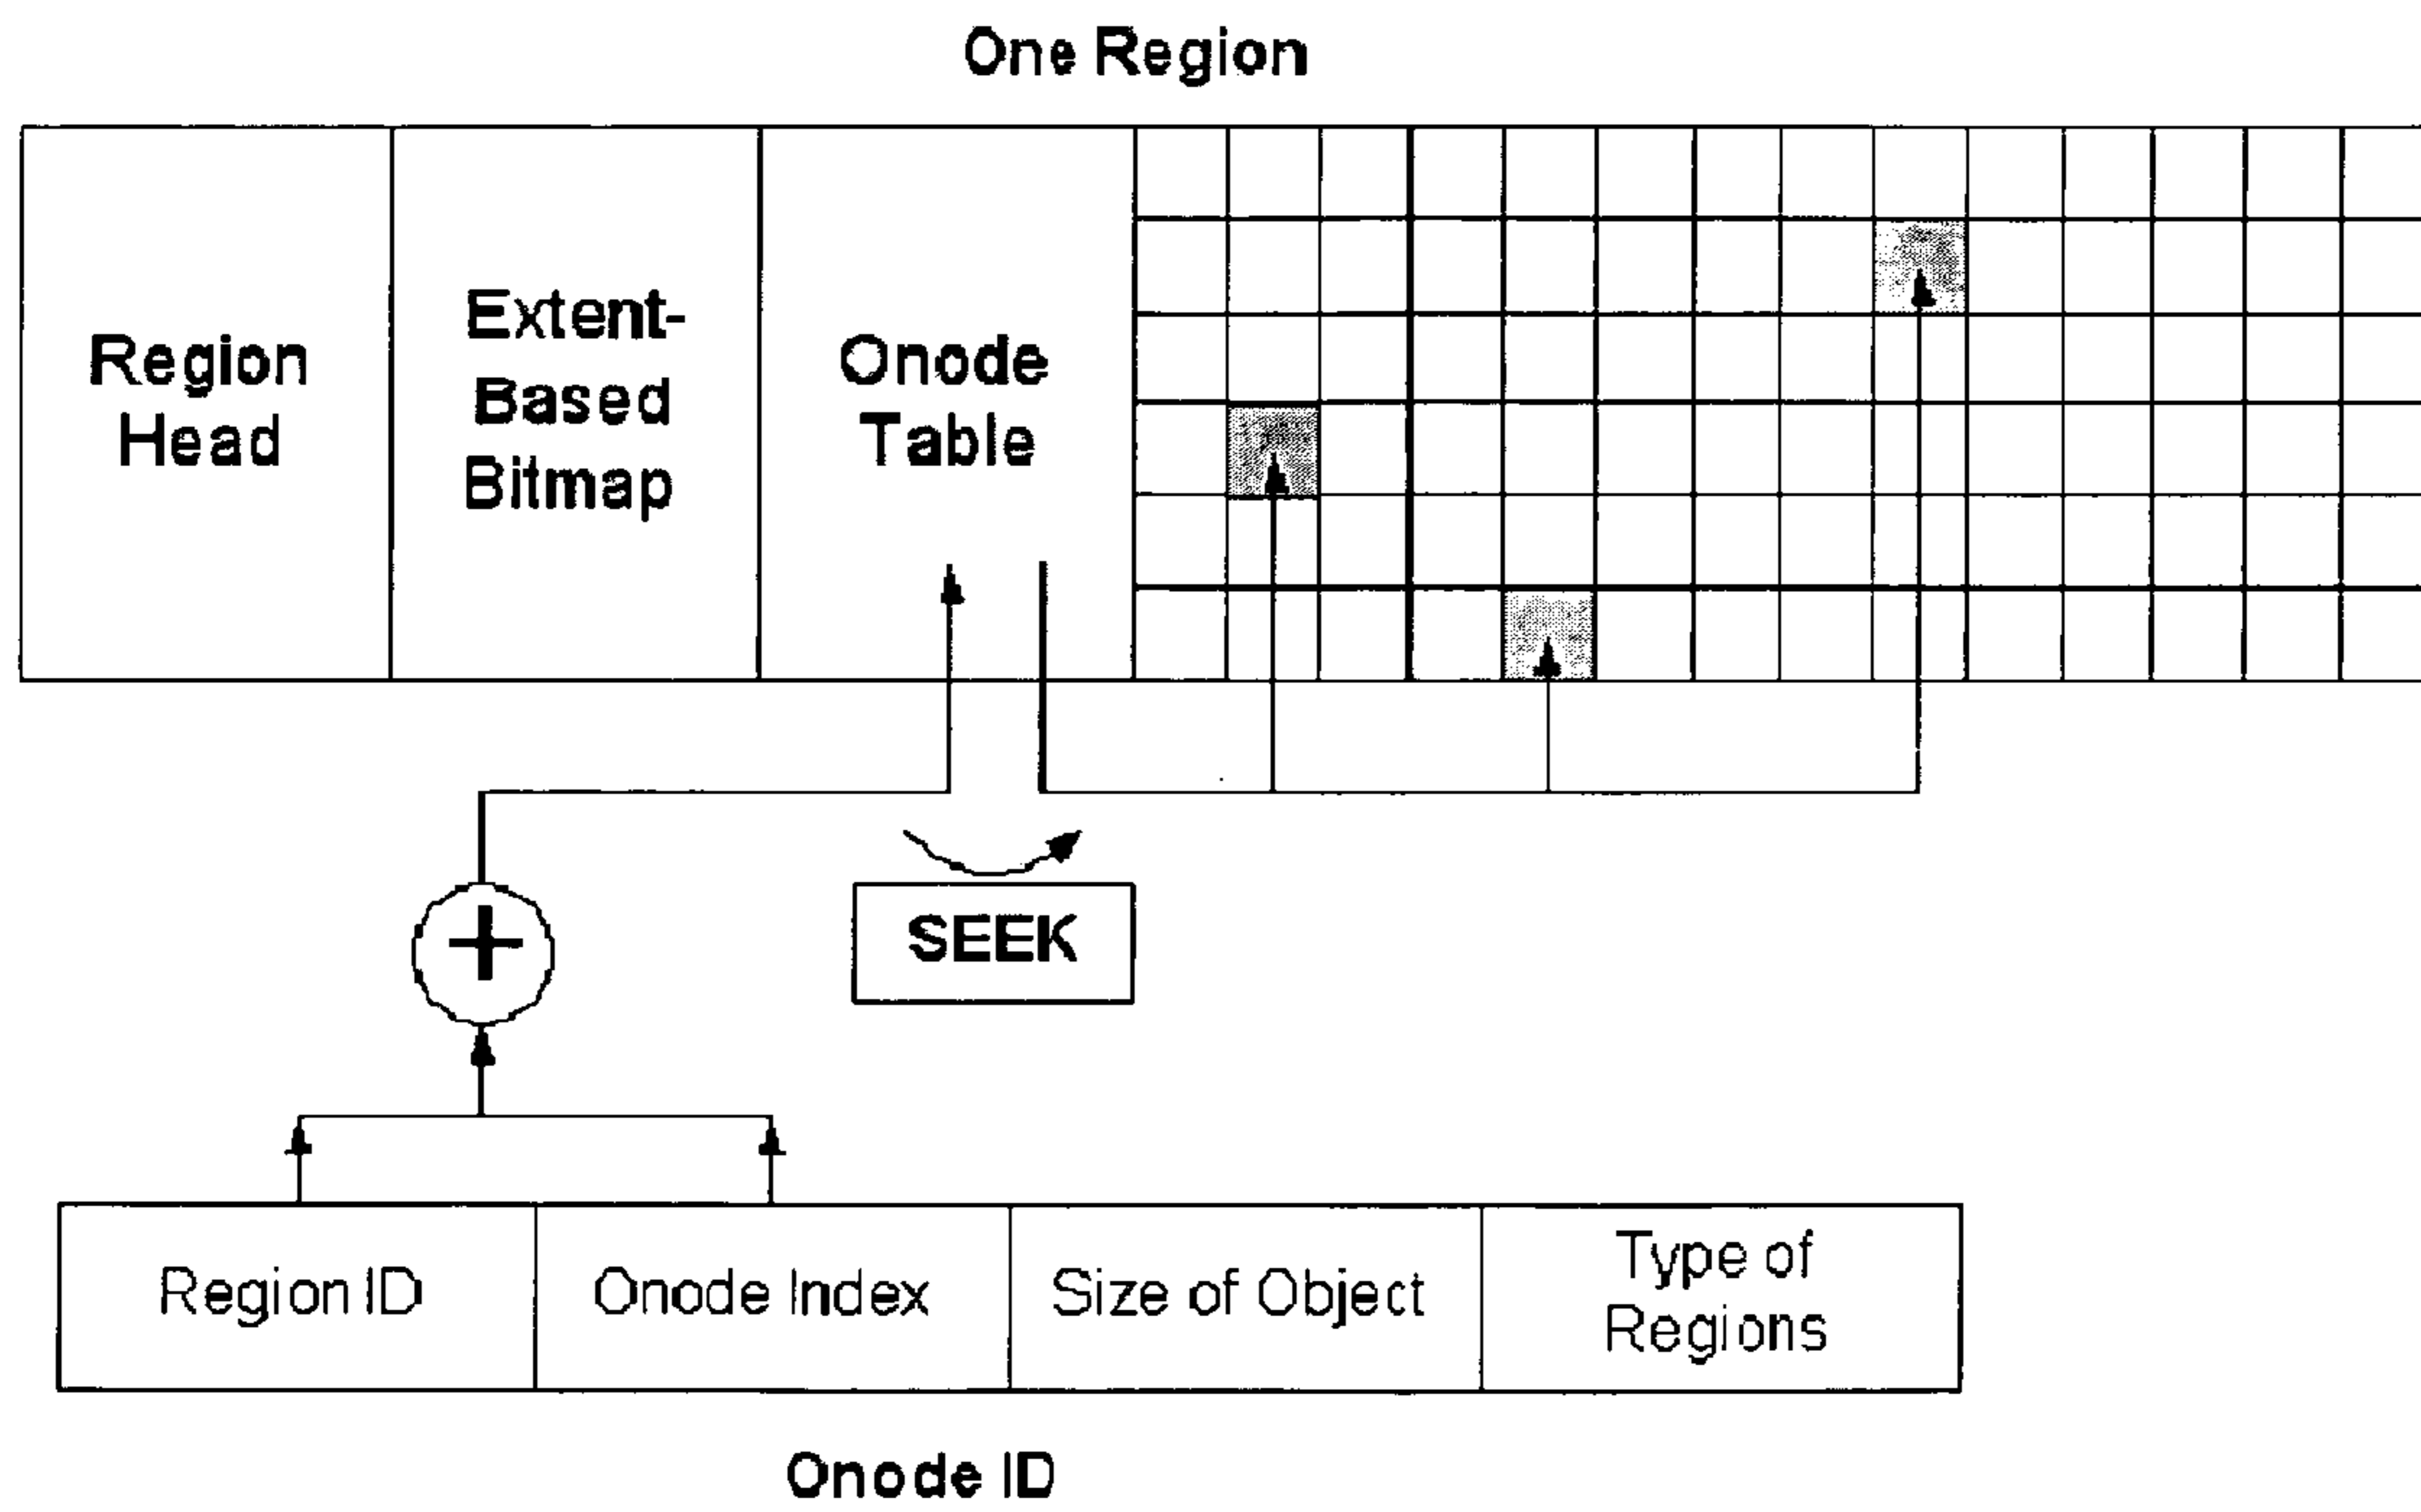 One Region
Region
Head
Extent-
Based
Bitmap
Onode
Table
+
SEEK
Region ID
Onode Index
Size of Object
Type of
Regions
Onode ID